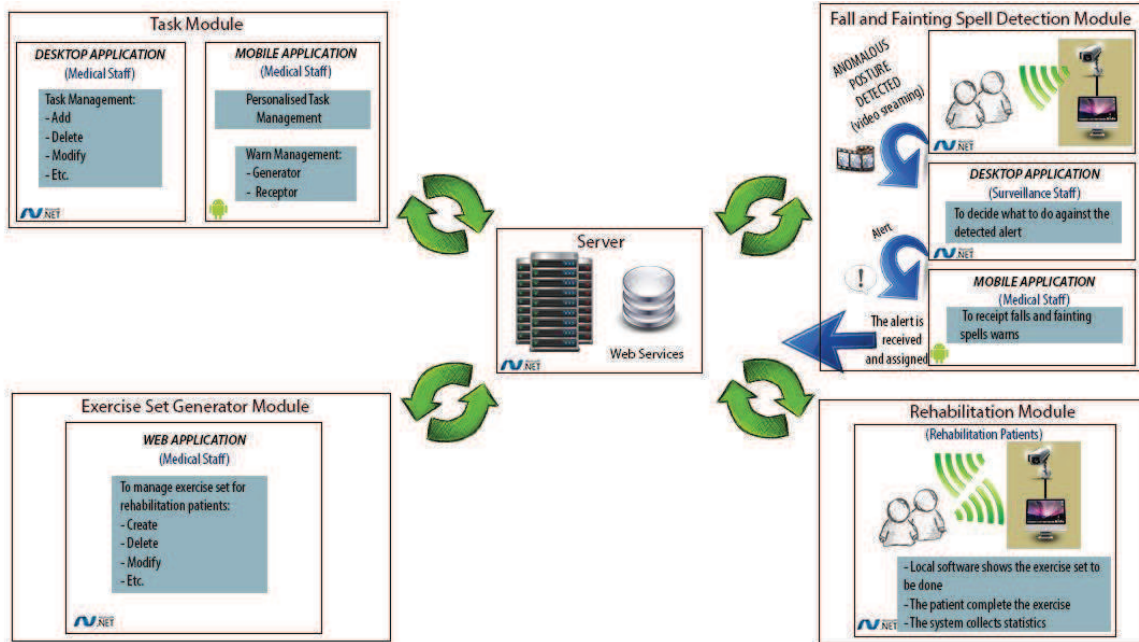 Task Module
DESKTOP APPLICATION
(Medical Staff)
Task Management:
- Add
- Delete
- Modify
- Etc.
.NET
MOBILE APPLICATION
(Medical Staff)
Personalised Task
Management
Warn Management:
- Generator
- Receptor
Fall and Fainting Spell Detection Module
ANOMALOUS
POSTURE
DETECTED
(video streaming)
.NET
DESKTOP APPLICATION
(Surveillance Staff)
To decide what to do against the
detected alert
.NET
Alert
!
MOBILE APPLICATION
(Medical Staff)
To receipt falls and fainting
spells warns
The alert is
received
and assigned
Server
Web Services
.NET
Exercise Set Generator Module
WEB APPLICATION
(Medical Staff)
To manage exercise set for
rehabilitation patients:
- Create
- Delete
- Modify
- Etc.
.NET
Rehabilitation Module
(Rehabilitation Patients)
- Local software shows the exercise set to
be done
- The patient complete the exercise
- The system collects statistics
.NET